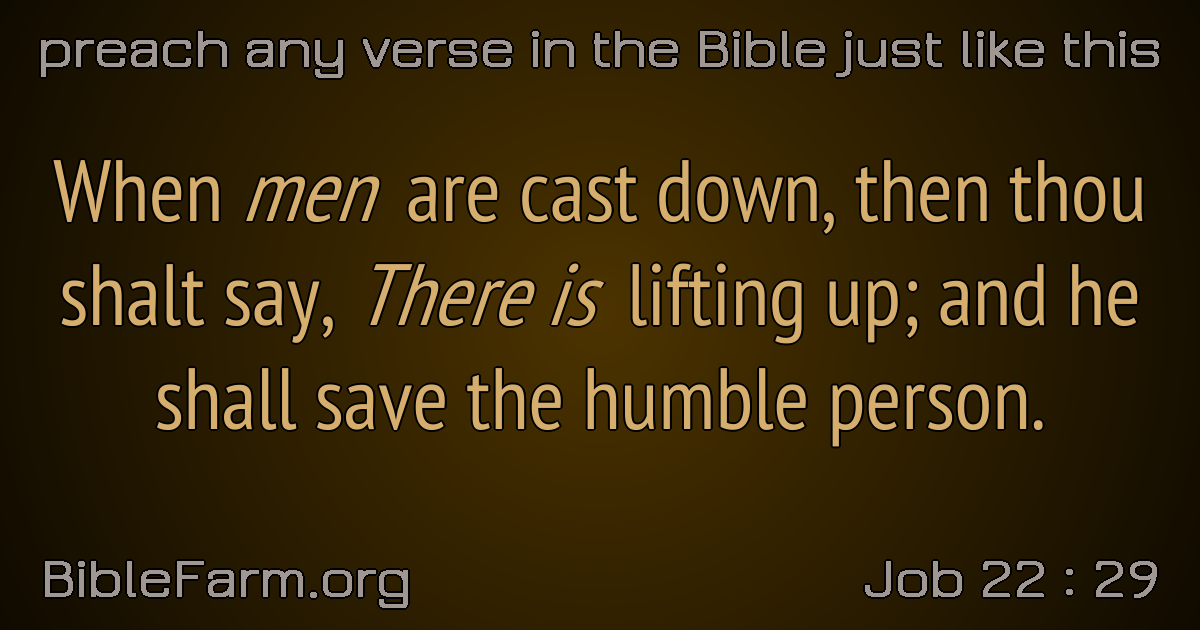 preach any verse in the Bible just like this
When men are cast down, then thou
shalt say, There is lifting up; and he
shall save the humble person.
BibleFarm.org
Job 22 : 29